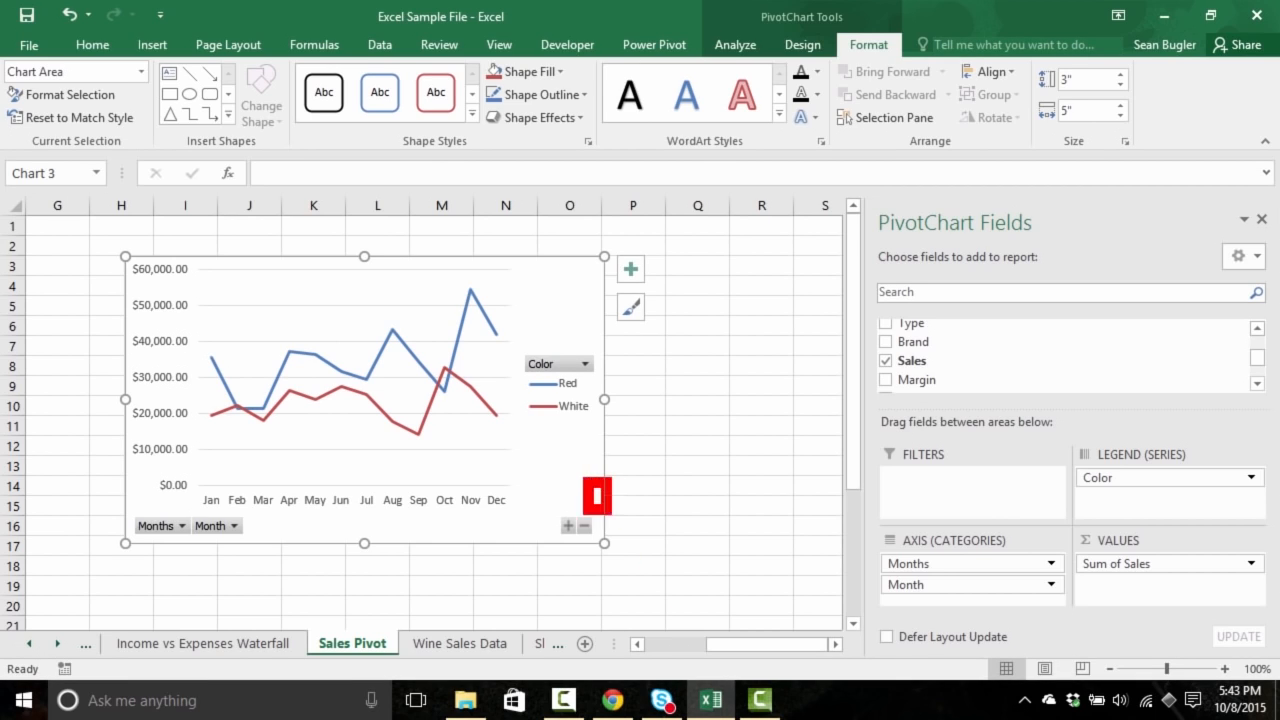 Excel Sample File - Excel
PivotChart Tools
File Home Insert Page Layout Formulas Data Review View Developer Power Pivot Analyze Design Format Tell me what you want to do... Sean Bugler Share
Chart Area
Format Selection
Reset to Match Style
Current Selection
Change
Shape
Insert Shapes
Abc Abc Abc
Shape Fill
Shape Outline
Shape Effects
Shape Styles
A A A
WordArt Styles
Bring Forward
Send Backward
Selection Pane
Align
Group
Rotate
Arrange
3"
5"
Size
Chart 3
fx
G H I J K L M N O P Q R S
1
2
3
4
5
6
7
8
9
10
11
12
13
14
15
16
17
18
19
20
21
$60,000.00
$50,000.00
$40,000.00
$30,000.00
$20,000.00
$10,000.00
$0.00
Jan Feb Mar Apr May Jun Jul Aug Sep Oct Nov Dec
Color
Red
White
Months Month
PivotChart Fields
Choose fields to add to report:
Search
Type
Brand
Sales
Margin
Drag fields between areas below:
FILTERS
LEGEND (SERIES)
Color
AXIS (CATEGORIES)
Months
Month
Σ VALUES
Sum of Sales
Defer Layout Update
UPDATE
... Income vs Expenses Waterfall Sales Pivot Wine Sales Data Sl ...
Ready
100%
Ask me anything
5:43 PM
10/8/2015